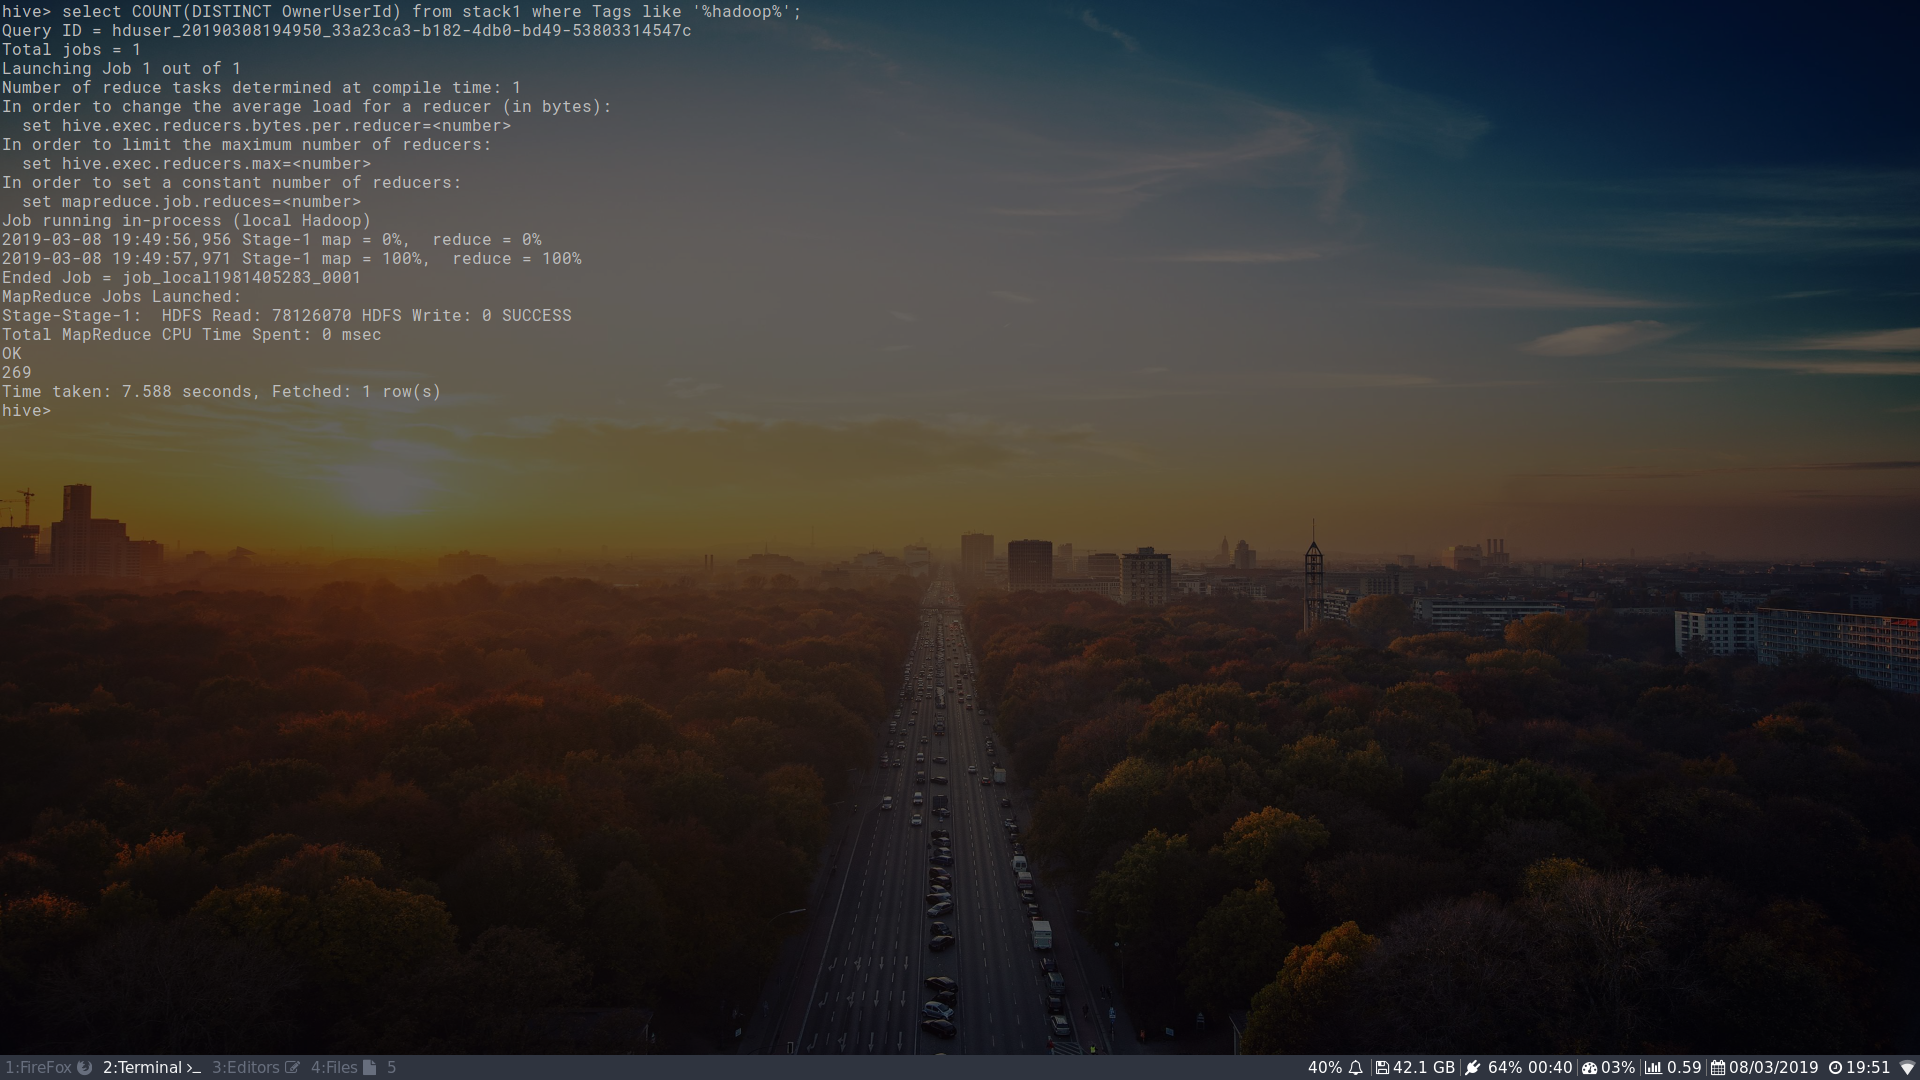 hive> select COUNT(DISTINCT OwnerUserId) from stack1 where Tags like '%hadoop%';
Query ID = hduser_20190308194950_33a23ca3-b182-4db0-bd49-53803314547c
Total jobs = 1
Launching Job 1 out of 1
Number of reduce tasks determined at compile time: 1
In order to change the average load for a reducer (in bytes):
  set hive.exec.reducers.bytes.per.reducer=<number>
In order to limit the maximum number of reducers:
  set hive.exec.reducers.max=<number>
In order to set a constant number of reducers:
  set mapreduce.job.reduces=<number>
Job running in-process (local Hadoop)
2019-03-08 19:49:56,956 Stage-1 map = 0%,  reduce = 0%
2019-03-08 19:49:57,971 Stage-1 map = 100%,  reduce = 100%
Ended Job = job_local1981405283_0001
MapReduce Jobs Launched:
Stage-Stage-1:  HDFS Read: 78126070 HDFS Write: 0 SUCCESS
Total MapReduce CPU Time Spent: 0 msec
OK
269
Time taken: 7.588 seconds, Fetched: 1 row(s)
hive>
1:FireFox 2:Terminal 3:Editors 4:Files 5 40% 42.1 GB 64% 00:40 03% 0.59 08/03/2019 19:51